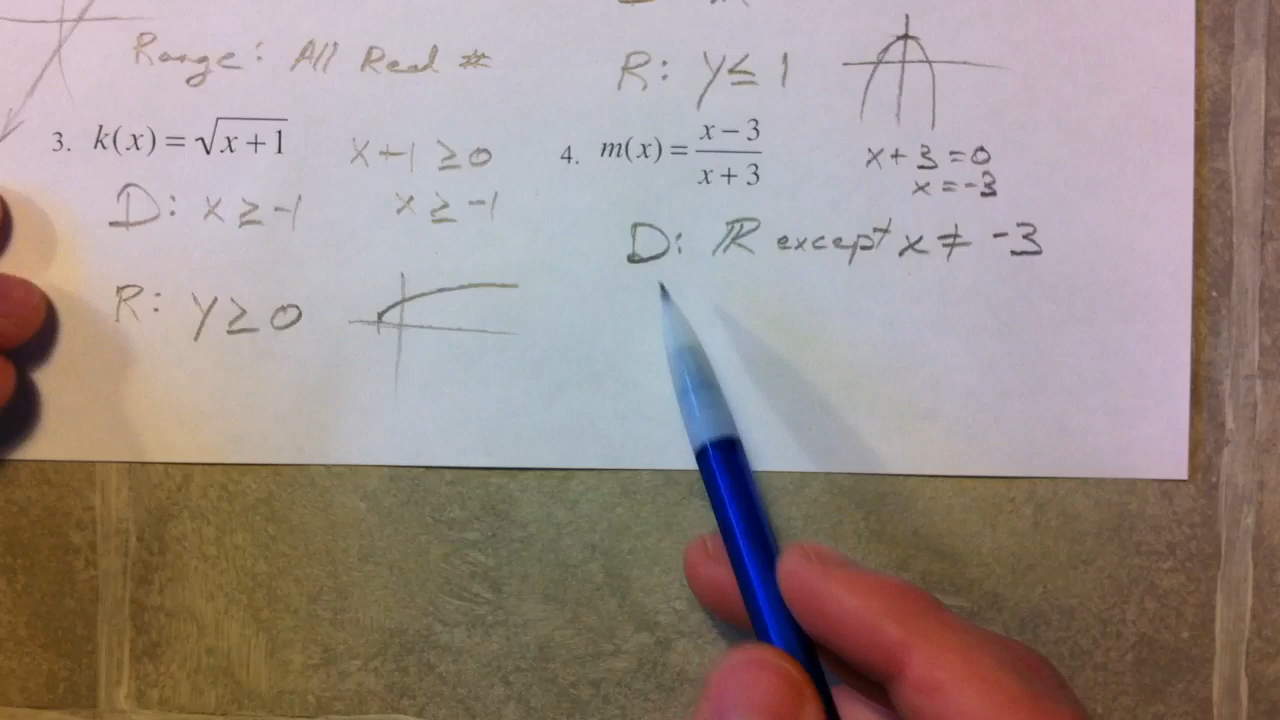 Range: All Real #
R: y ≤ 1
3. k(x) = √(x+1)
x+1 ≥ 0
D: x ≥ -1
x ≥ -1
R: y ≥ 0
4. m(x) = (x-3)/(x+3)
x+3 = 0
x = -3
D: ℝ except x ≠ -3